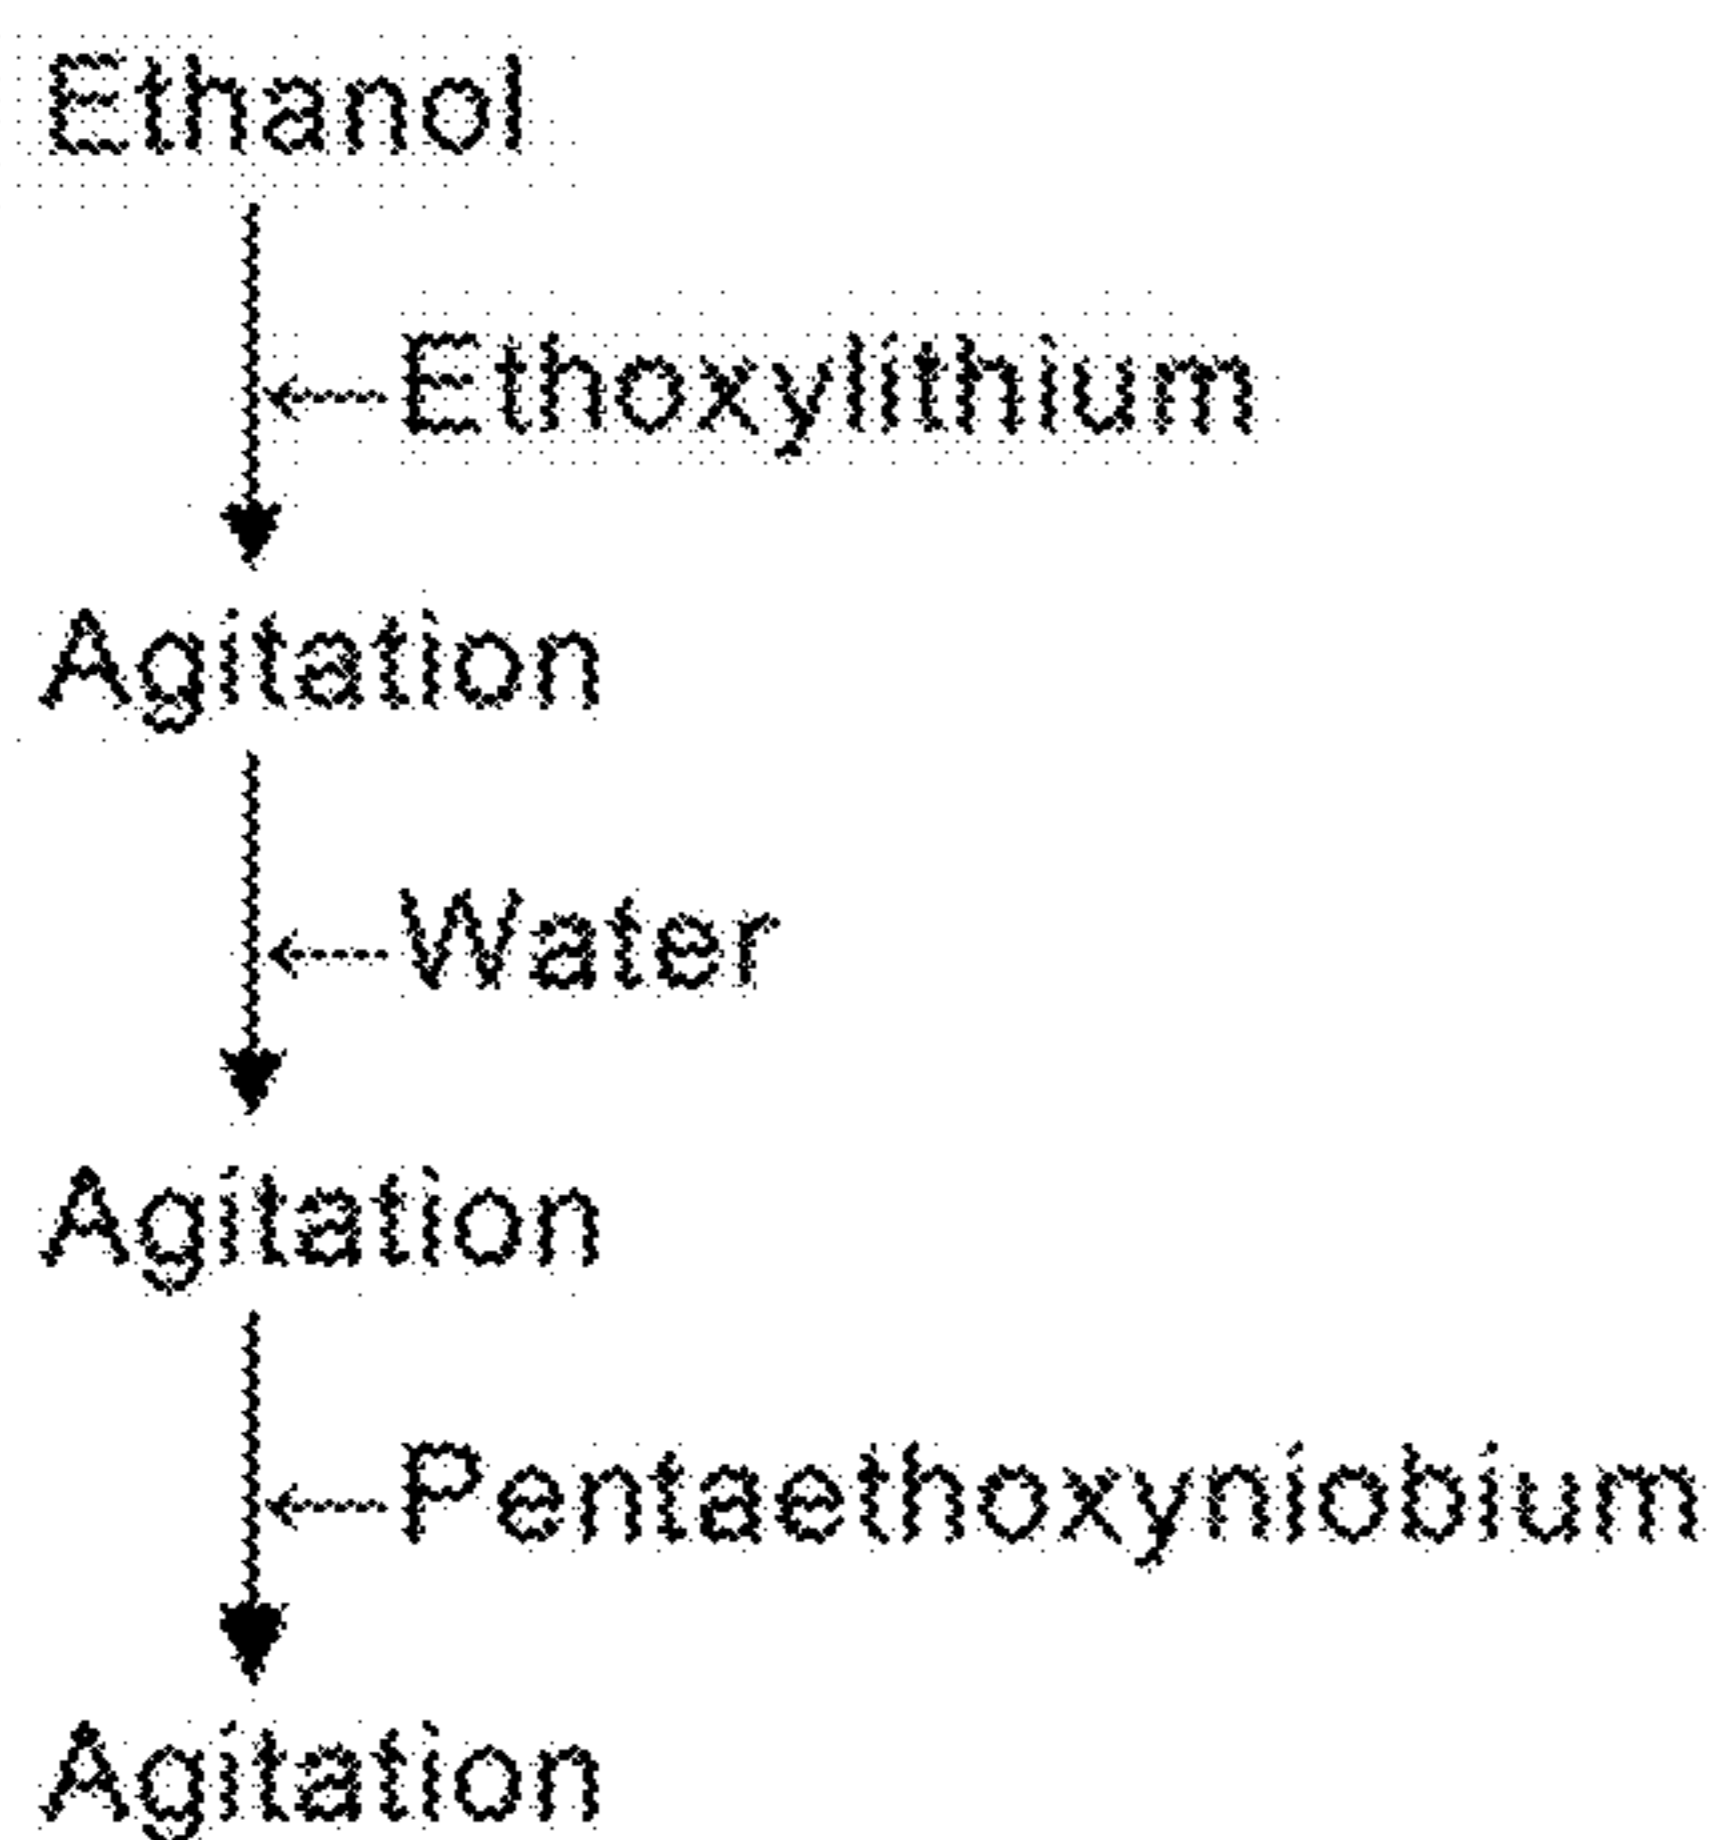 Ethanol
Ethoxylithium
Agitation
Water
Agitation
Pentaethoxyniobium
Agitation